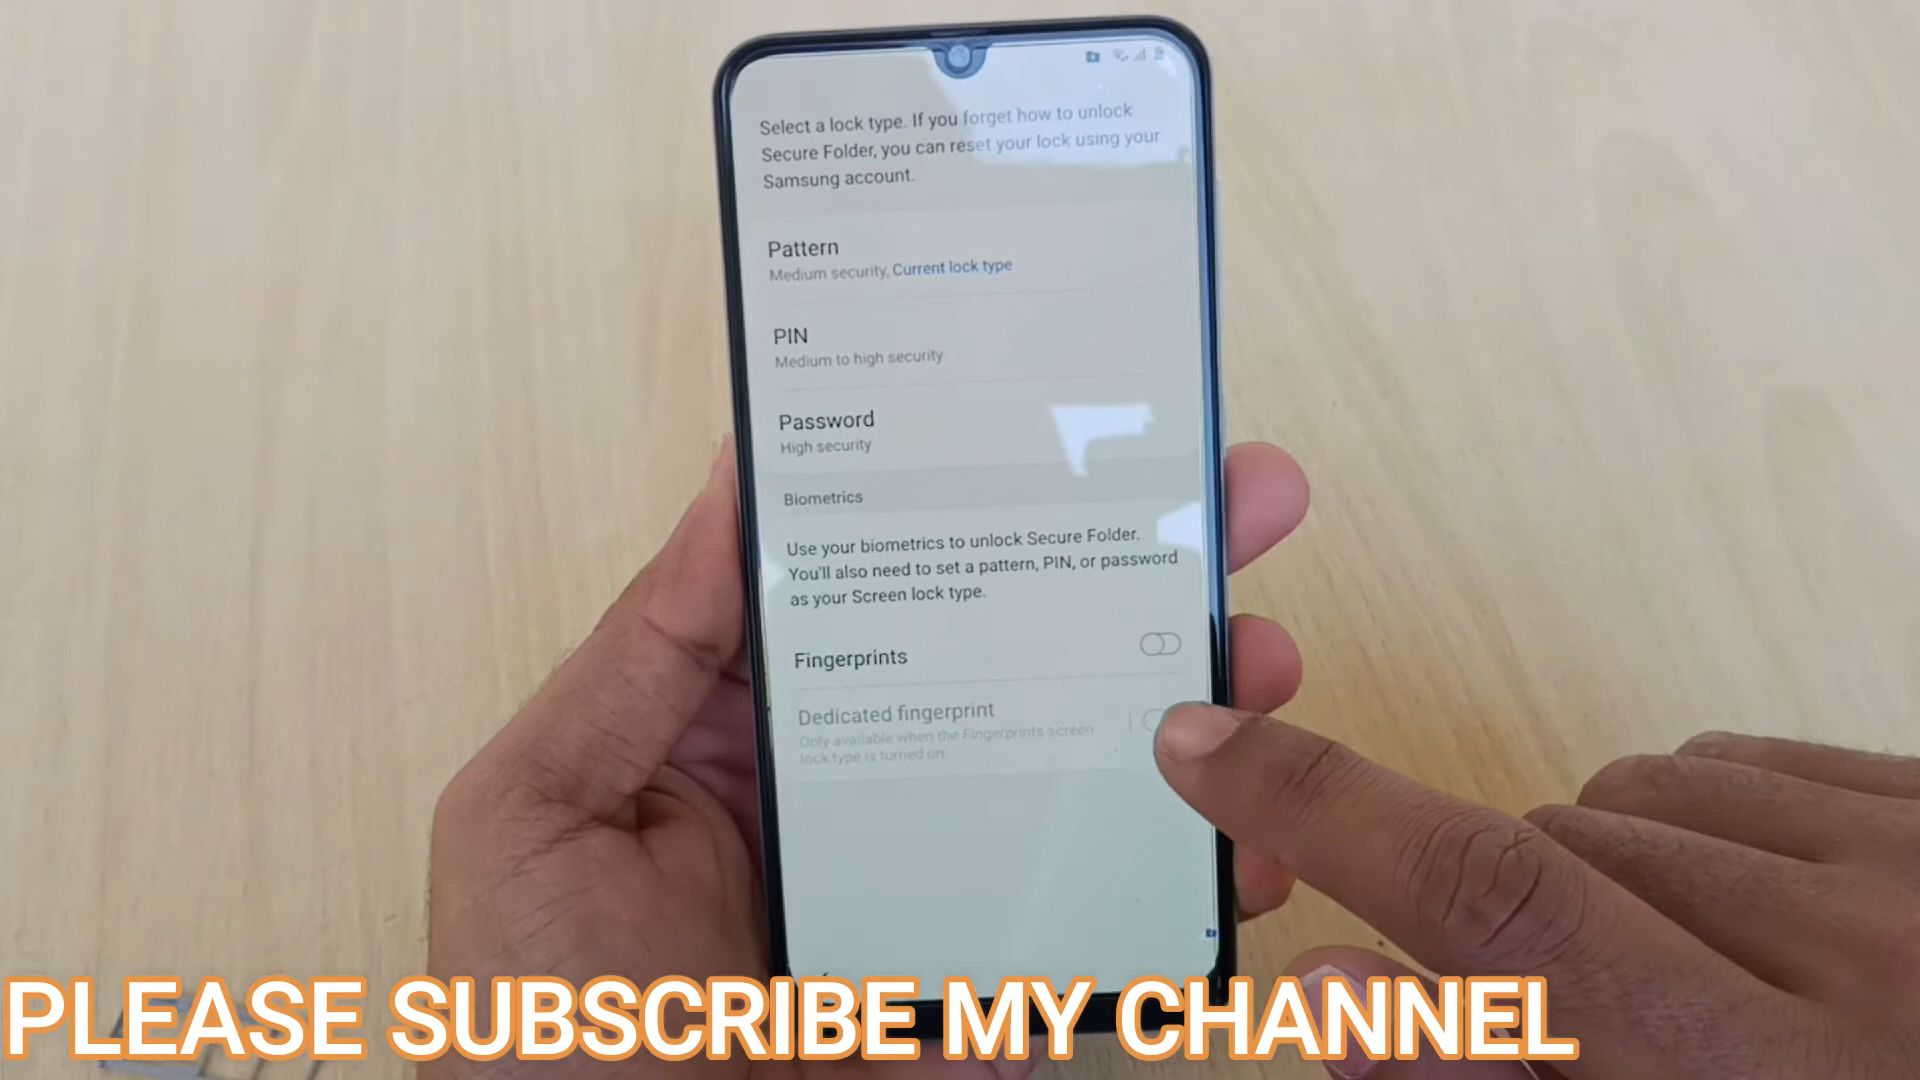 Select a lock type. If you forget how to unlock
Secure Folder, you can reset your lock using your
Samsung account.
Pattern
Medium security, Current lock type
PIN
Medium to high security
Password
High security
Biometrics
Use your biometrics to unlock Secure Folder.
You'll also need to set a pattern, PIN, or password
as your Screen lock type.
Fingerprints
Dedicated fingerprint
Only available when the Fingerprints screen
lock type is turned on.
PLEASE SUBSCRIBE MY CHANNEL